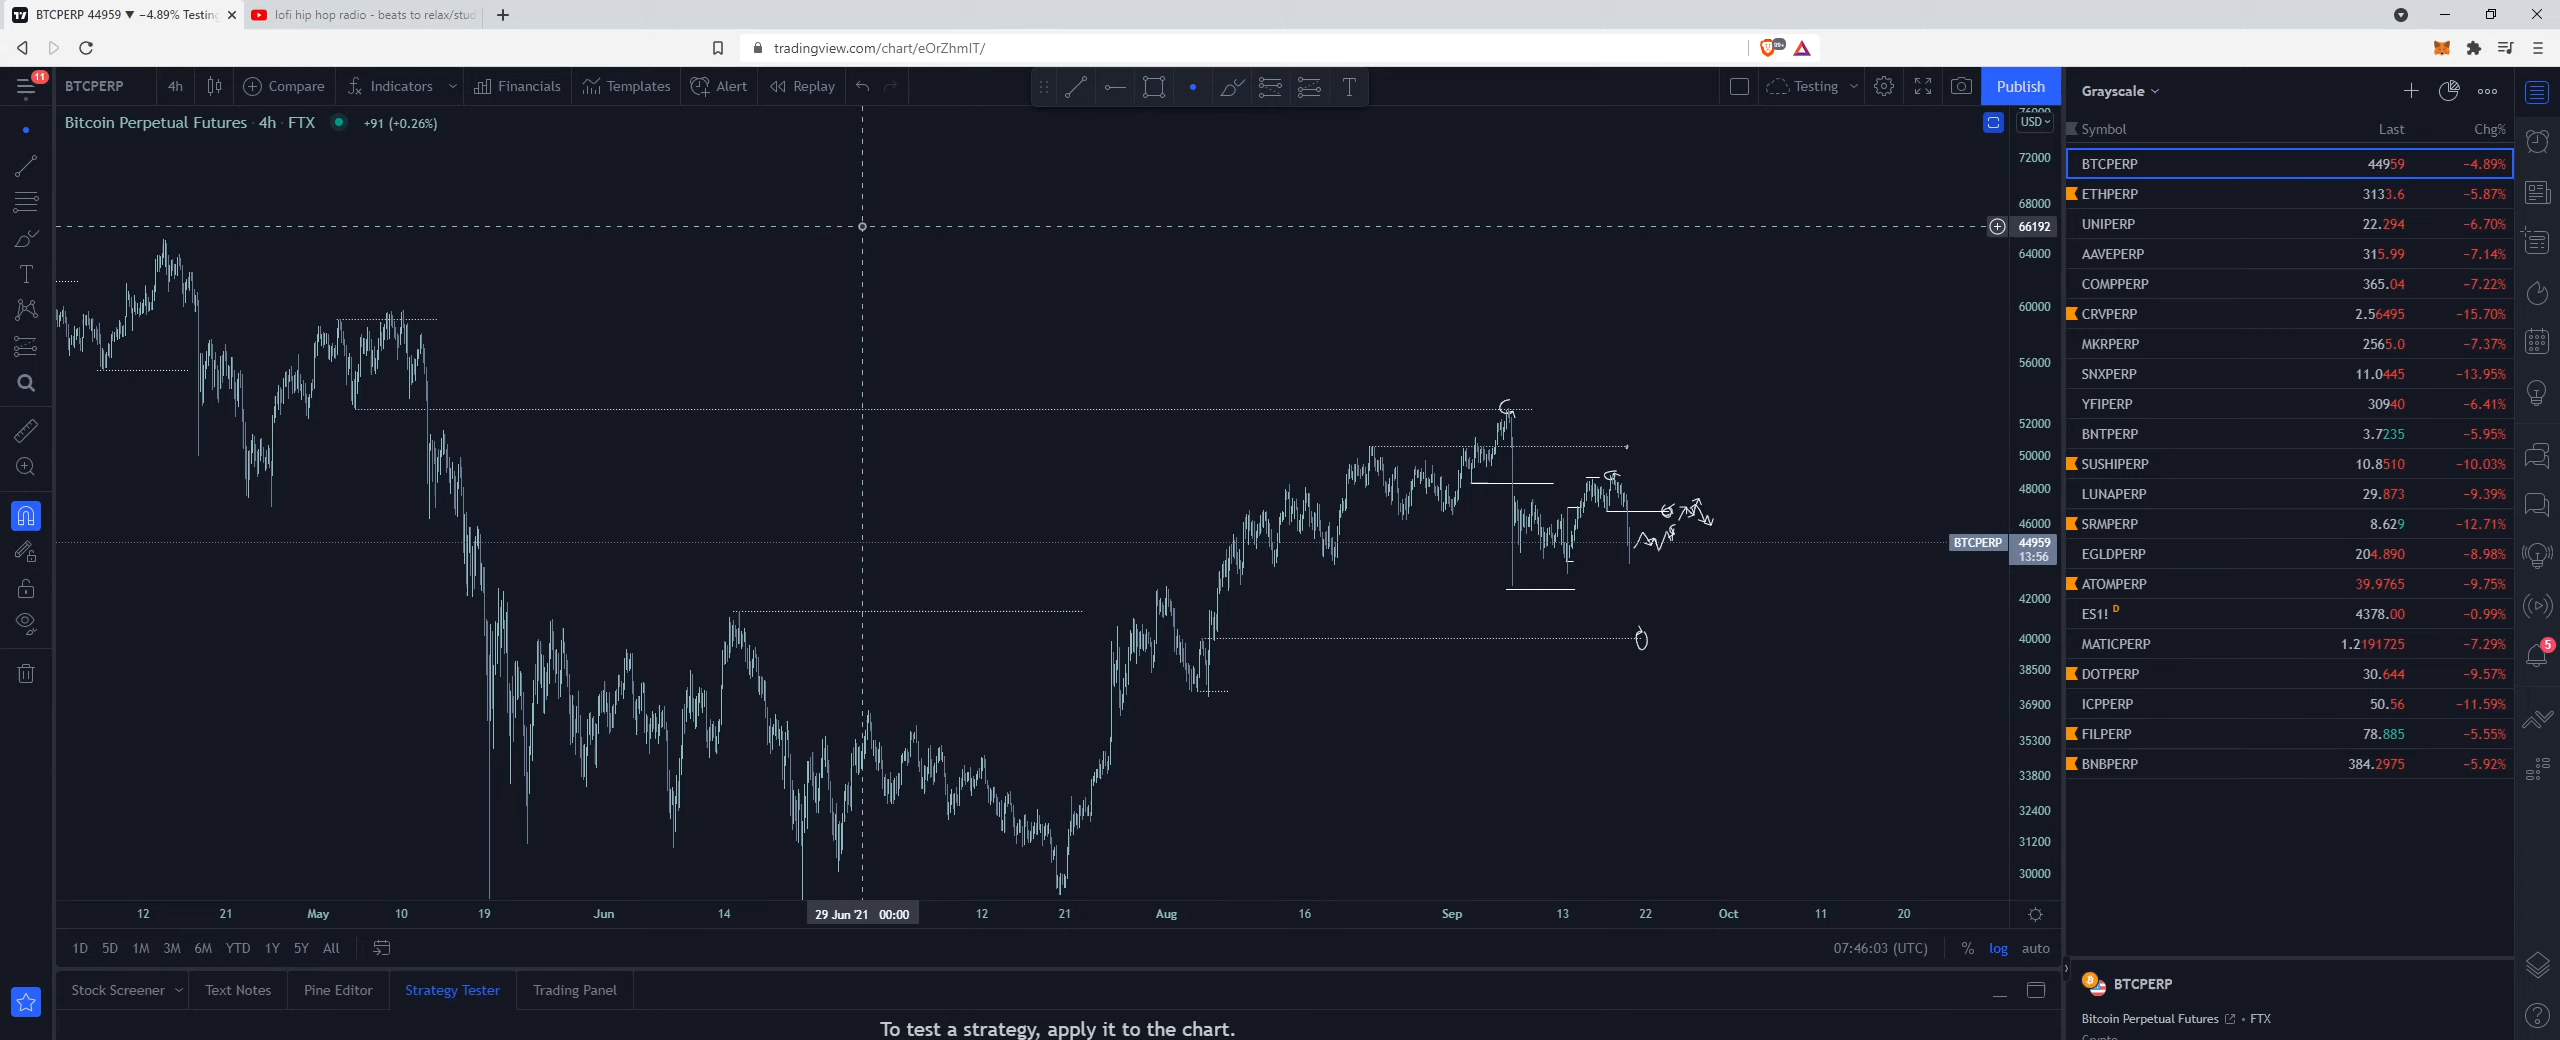 BTCPERP 44959 ▼ −4.89% Testin
lofi hip hop radio - beats to relax/stud
tradingview.com/chart/eOrZhmIT/
99+
11
BTCPERP 4h Compare Indicators Financials Templates Alert Replay
Testing Publish
Bitcoin Perpetual Futures 4h FTX +91 (+0.26%)
USD
76000
72000
68000
66192
64000
60000
56000
52000
50000
48000
46000
BTCPERP 44959
13:56
42000
40000
38500
36900
35300
33800
32400
31200
30000
12 21 May 10 19 Jun 14 29 Jun '21 00:00 12 21 Aug 16 Sep 13 22 Oct 11 20
1D 5D 1M 3M 6M YTD 1Y 5Y All
07:46:03 (UTC) % log auto
Stock Screener Text Notes Pine Editor Strategy Tester Trading Panel
To test a strategy, apply it to the chart.
Grayscale
Symbol Last Chg%
BTCPERP 44959 −4.89%
ETHPERP 3133.6 −5.87%
UNIPERP 22.294 −6.70%
AAVEPERP 315.99 −7.14%
COMPPERP 365.04 −7.22%
CRVPERP 2.56495 −15.70%
MKRPERP 2565.0 −7.37%
SNXPERP 11.0445 −13.95%
YFIPERP 30940 −6.41%
BNTPERP 3.7235 −5.95%
SUSHIPERP 10.8510 −10.03%
LUNAPERP 29.873 −9.39%
SRMPERP 8.629 −12.71%
EGLDPERP 204.890 −8.98%
ATOMPERP 39.9765 −9.75%
ES1! D 4378.00 −0.99%
MATICPERP 1.2191725 −7.29%
DOTPERP 30.644 −9.57%
ICPPERP 50.56 −11.59%
FILPERP 78.885 −5.55%
BNBPERP 384.2975 −5.92%
5
BTCPERP
Bitcoin Perpetual Futures • FTX